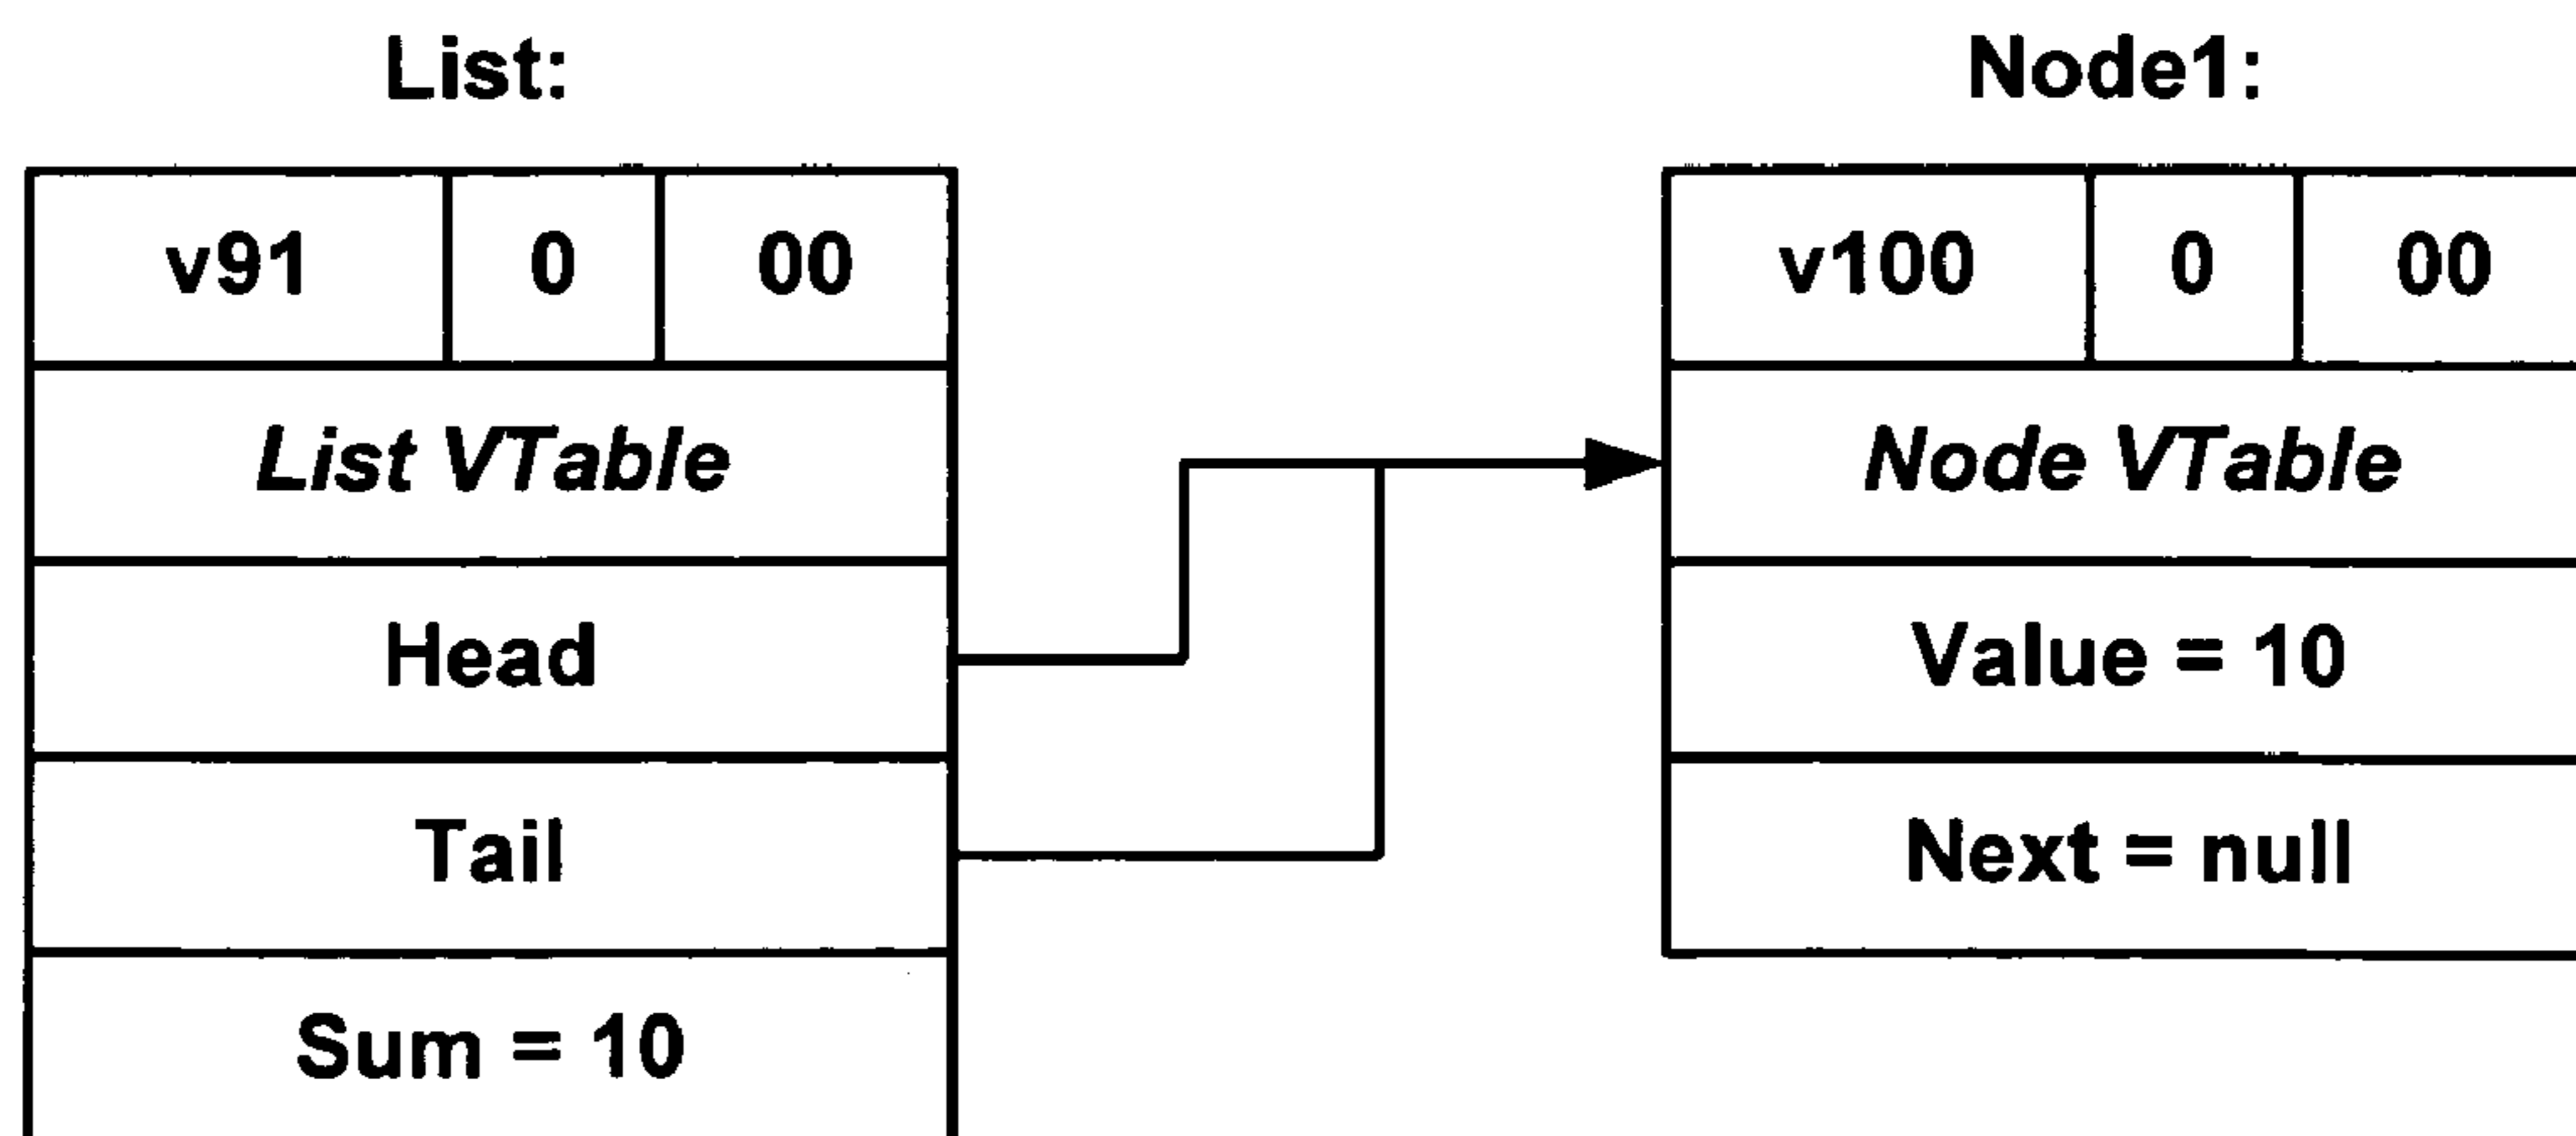 List:
v91 0 00
List VTable
Head
Tail
Sum = 10
Node1:
v100 0 00
Node VTable
Value = 10
Next = null